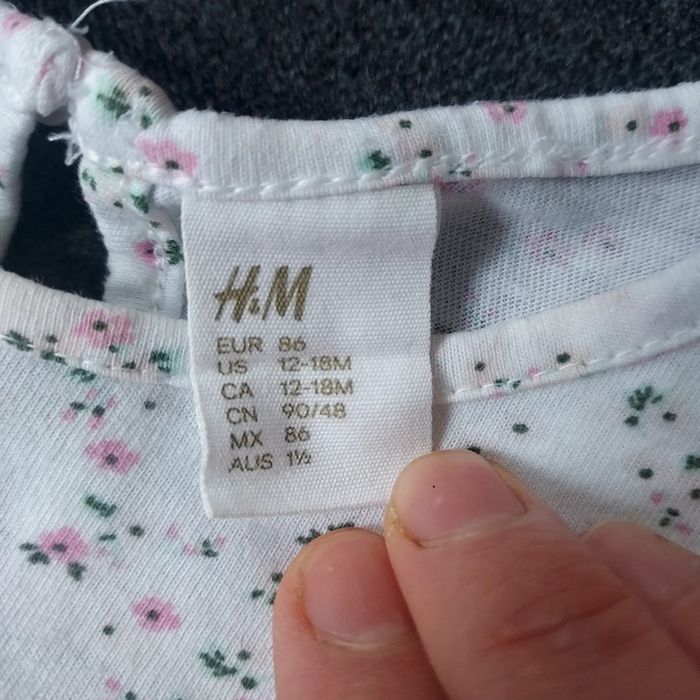 H&M
EUR 86
US 12-18M
CA 12-18M
CN 90/48
MX 86
AUS 1½